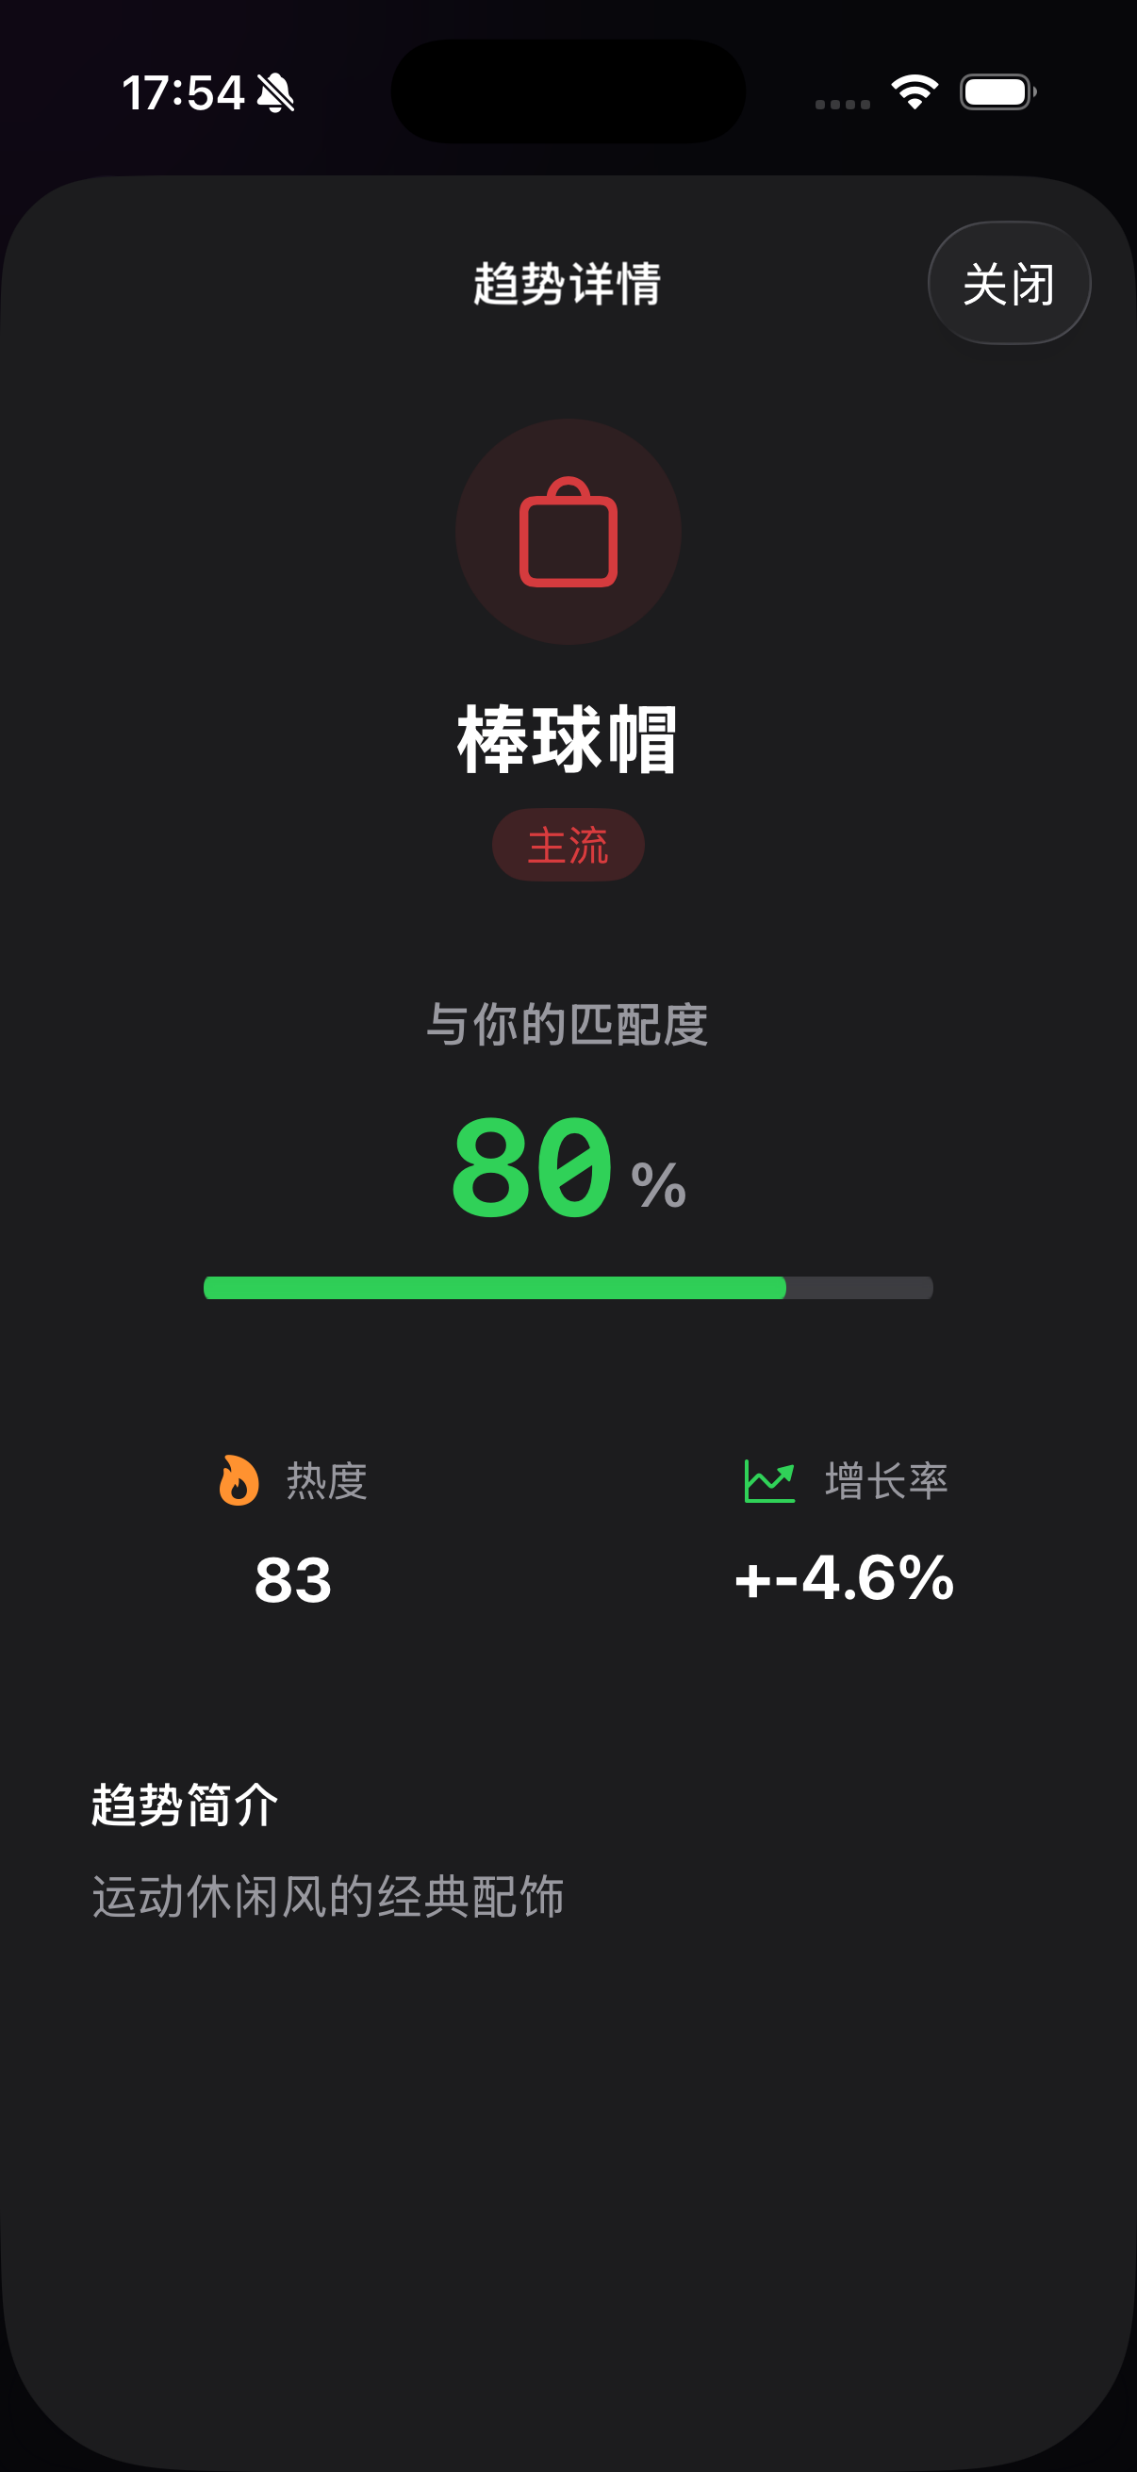 17:54
趋势详情
关闭
棒球帽
主流
与你的匹配度
80 %
热度
增长率
83
+-4.6%
趋势简介
运动休闲风的经典配饰